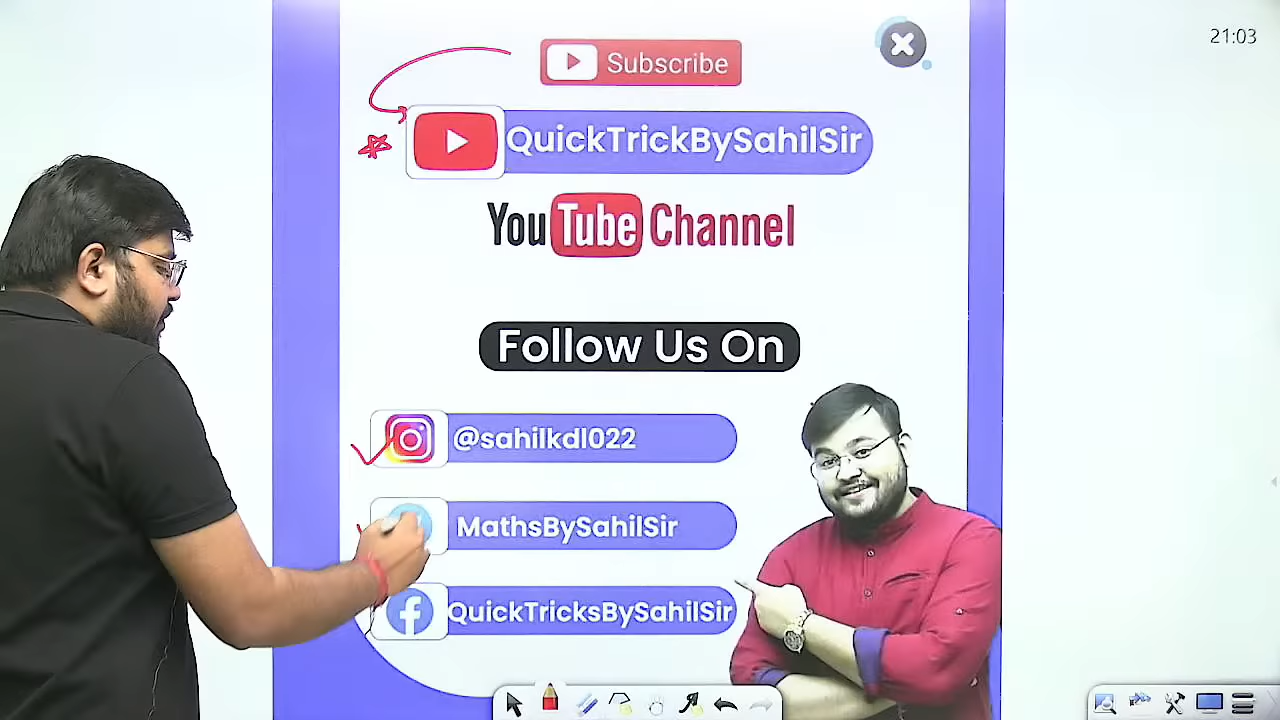 21:03
Subscribe
QuickTrickBySahilSir
YouTube Channel
Follow Us On
@sahilkdl022
MathsBySahilSir
QuickTricksBySahilSir